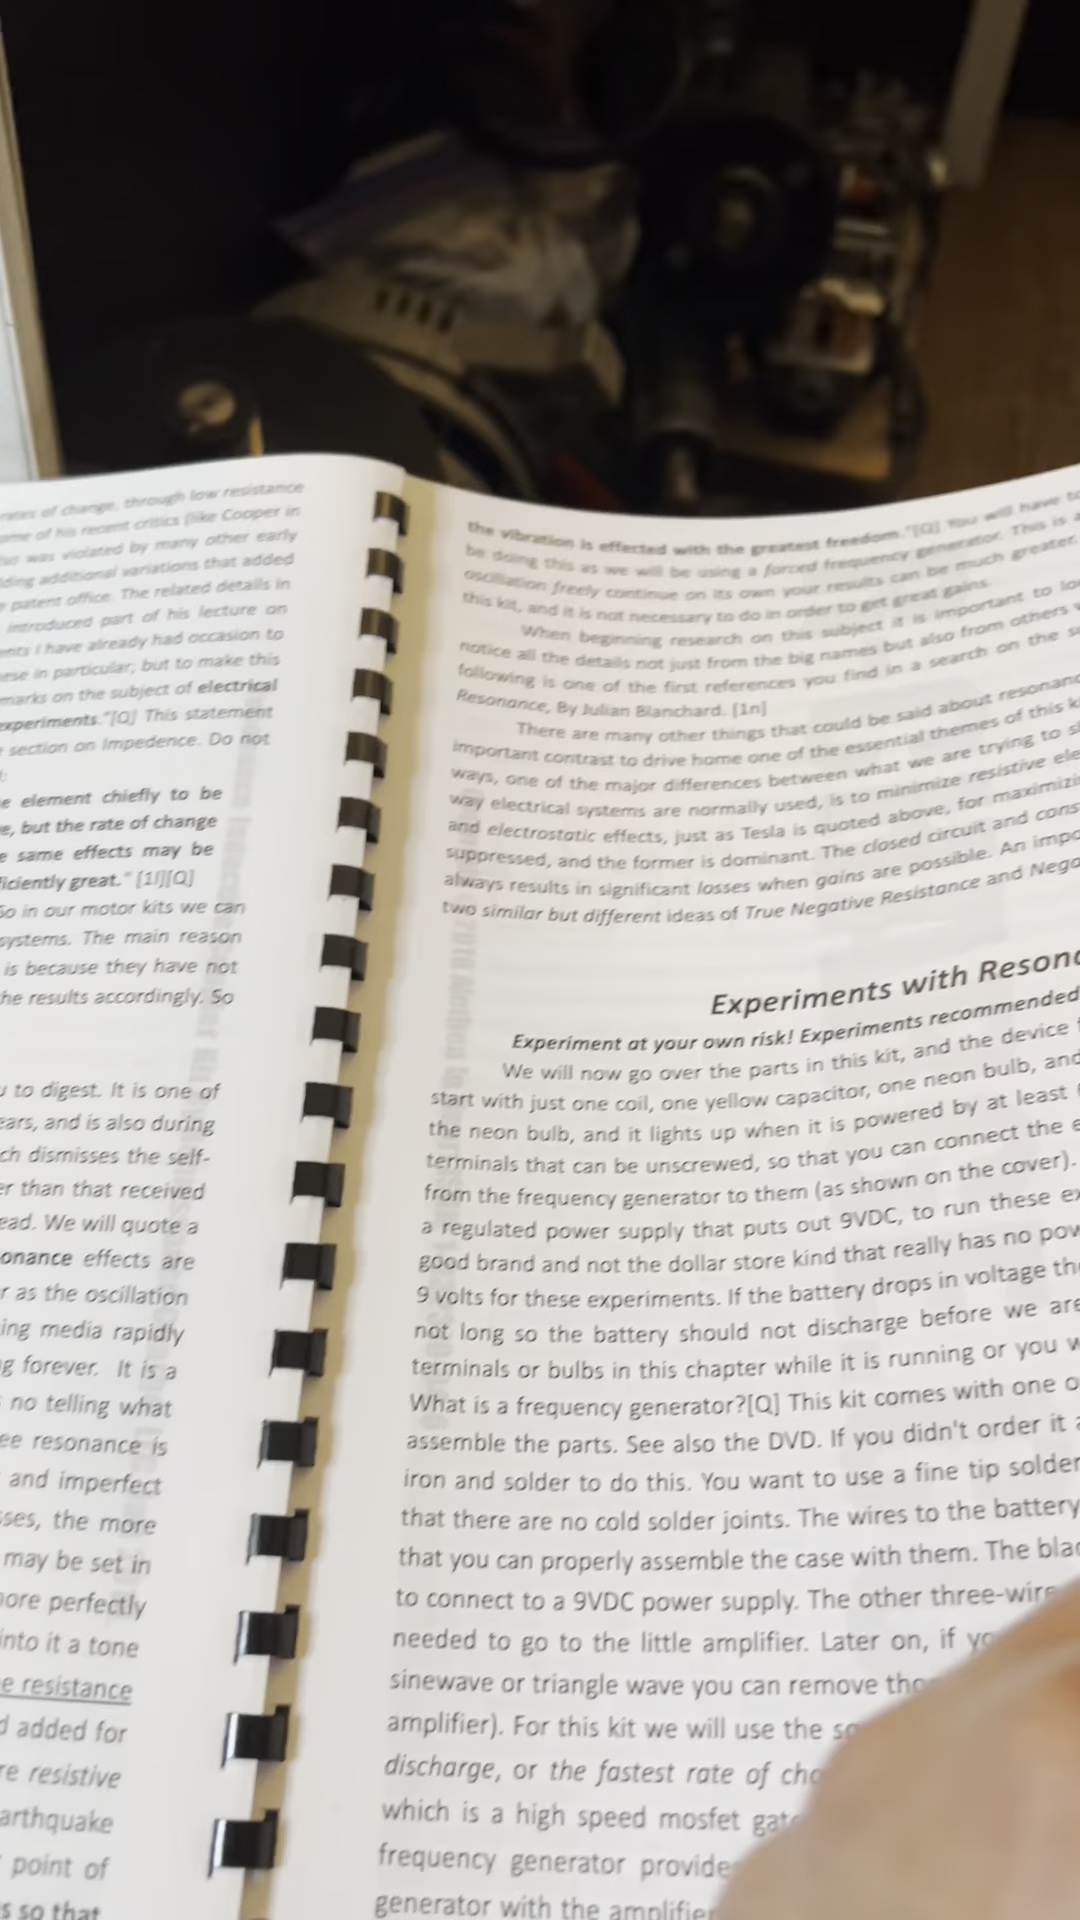 rates of change, through low resistance
ome of his recent critics (like Cooper in
so was violated by many other early
ding additional variations that added
patent office. The related details in
introduced part of his lecture on
ents I have already had occasion to
ese in particular; but to make this
marks on the subject of electrical
experiments."[Q] This statement
section on Impedence. Do not
e element chiefly to be
e, but the rate of change
e same effects may be
ficiently great." [1l][Q]
So in our motor kits we can
systems. The main reason
is because they have not
he results accordingly. So
u to digest. It is one of
ears, and is also during
ch dismisses the self-
er than that received
ead. We will quote a
onance effects are
r as the oscillation
ing media rapidly
g forever. It is a
no telling what
ee resonance is
and imperfect
sses, the more
may be set in
ore perfectly
into it a tone
e resistance
d added for
re resistive
arthquake
point of
s so that
the vibration is effected with the greatest freedom."[Q] You will have to
be doing this as we will be using a forced frequency generator. This is a
oscillation freely continue on its own your results can be much greater.
this kit, and it is not necessary to do in order to get great gains.
When beginning research on this subject it is important to lo
notice all the details not just from the big names but also from others
following is one of the first references you find in a search on the su
Resonance, By Julian Blanchard. [1n]
There are many other things that could be said about resonanc
important contrast to drive home one of the essential themes of this k
ways, one of the major differences between what we are trying to s
way electrical systems are normally used, is to minimize resistive ele
and electrostatic effects, just as Tesla is quoted above, for maximizi
suppressed, and the former is dominant. The closed circuit and cons
always results in significant losses when gains are possible. An impo
two similar but different ideas of True Negative Resistance and Nega
Experiments with Resona
Experiment at your own risk! Experiments recommended
We will now go over the parts in this kit, and the device
start with just one coil, one yellow capacitor, one neon bulb, and
the neon bulb, and it lights up when it is powered by at least
terminals that can be unscrewed, so that you can connect the e
from the frequency generator to them (as shown on the cover).
a regulated power supply that puts out 9VDC, to run these ex
good brand and not the dollar store kind that really has no pow
9 volts for these experiments. If the battery drops in voltage the
not long so the battery should not discharge before we are
terminals or bulbs in this chapter while it is running or you w
What is a frequency generator?[Q] This kit comes with one o
assemble the parts. See also the DVD. If you didn't order it a
iron and solder to do this. You want to use a fine tip solder
that there are no cold solder joints. The wires to the battery
that you can properly assemble the case with them. The blac
to connect to a 9VDC power supply. The other three-wire
needed to go to the little amplifier. Later on, if yo
sinewave or triangle wave you can remove tho
amplifier). For this kit we will use the sq
discharge, or the fastest rate of cha
which is a high speed mosfet gate
frequency generator provide
generator with the amplifier